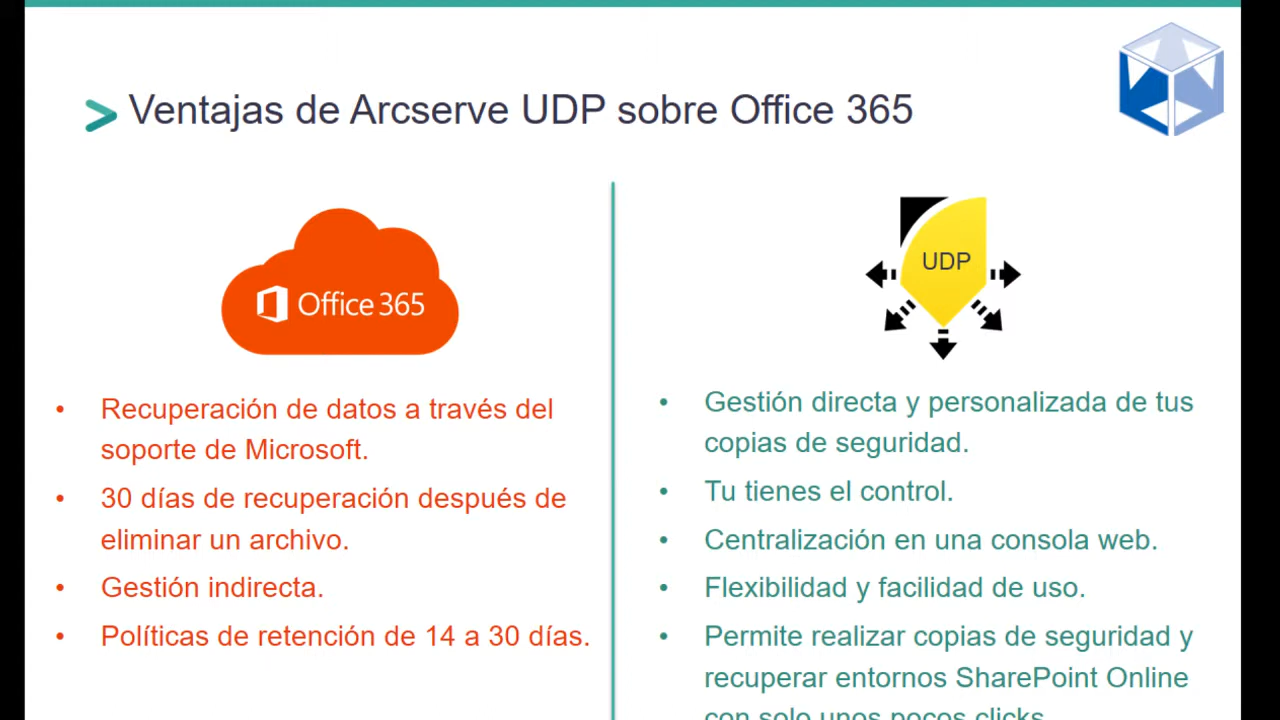 Ventajas de Arcserve UDP sobre Office 365
Office 365
• Recuperación de datos a través del
soporte de Microsoft.
• 30 días de recuperación después de
eliminar un archivo.
• Gestión indirecta.
• Políticas de retención de 14 a 30 días.
UDP
• Gestión directa y personalizada de tus
copias de seguridad.
• Tu tienes el control.
• Centralización en una consola web.
• Flexibilidad y facilidad de uso.
• Permite realizar copias de seguridad y
recuperar entornos SharePoint Online
con solo unos pocos clicks.